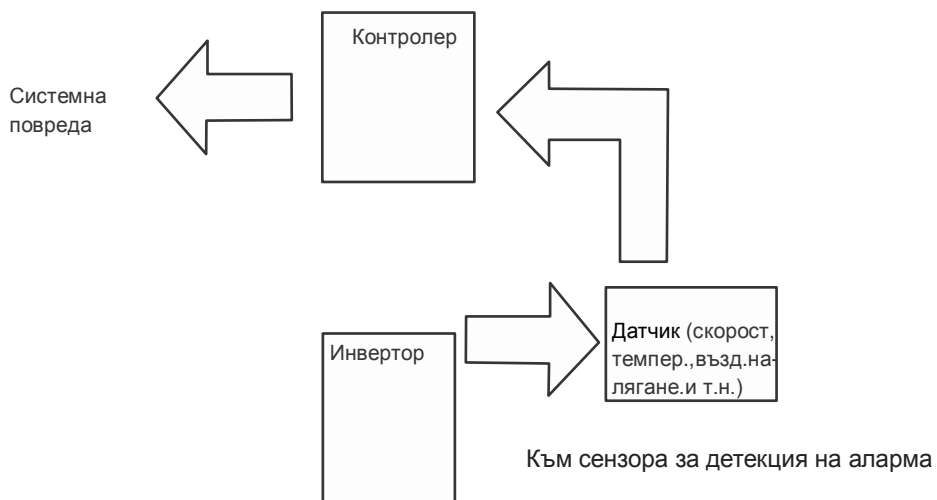 Контролер
Системна
повреда
Датчик (скорост,
темпер.,възд.на-
лягане.и т.н.)
Инвертор
Към сензора за детекция на аларма